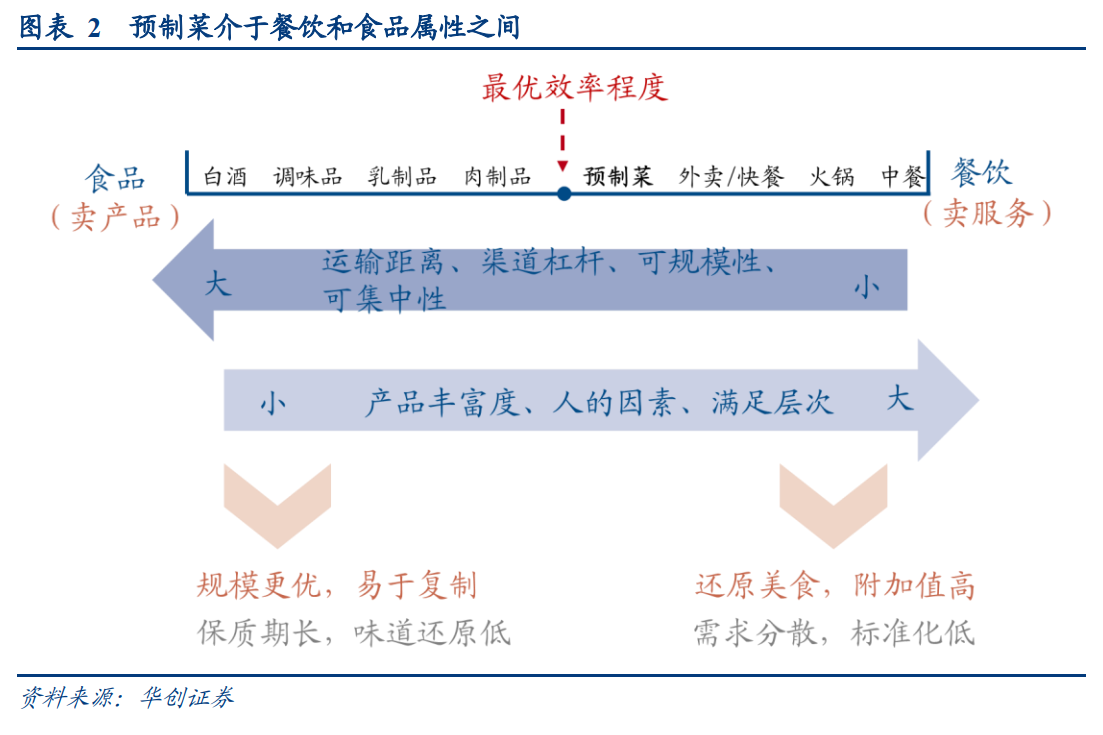 图表 2 预制菜介于餐饮和食品属性之间
最优效率程度
食品
(卖产品)
白酒 调味品 乳制品 肉制品 预制菜 外卖/快餐 火锅 中餐
餐饮
(卖服务)
大
运输距离、渠道杠杆、可规模性、
可集中性
小
小
产品丰富度、人的因素、满足层次
大
规模更优，易于复制
保质期长，味道还原低
还原美食，附加值高
需求分散，标准化低
资料来源：华创证券